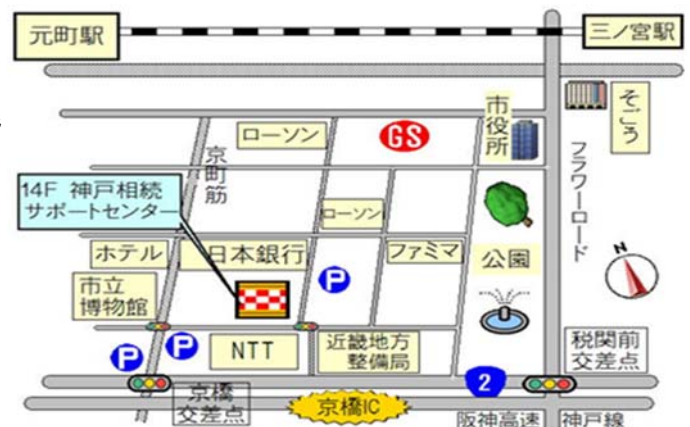 元町駅
三ノ宮駅
そごう
市役所
フラワーロード
ローソン
GS
京町筋
14F 神戸相続
サポートセンター
ローソン
ホテル
日本銀行
ファミマ
公園
N
市立
博物館
P
P
P
NTT
近畿地方
整備局
税関前
交差点
2
京橋
交差点
京橋IC
阪神高速
神戸線